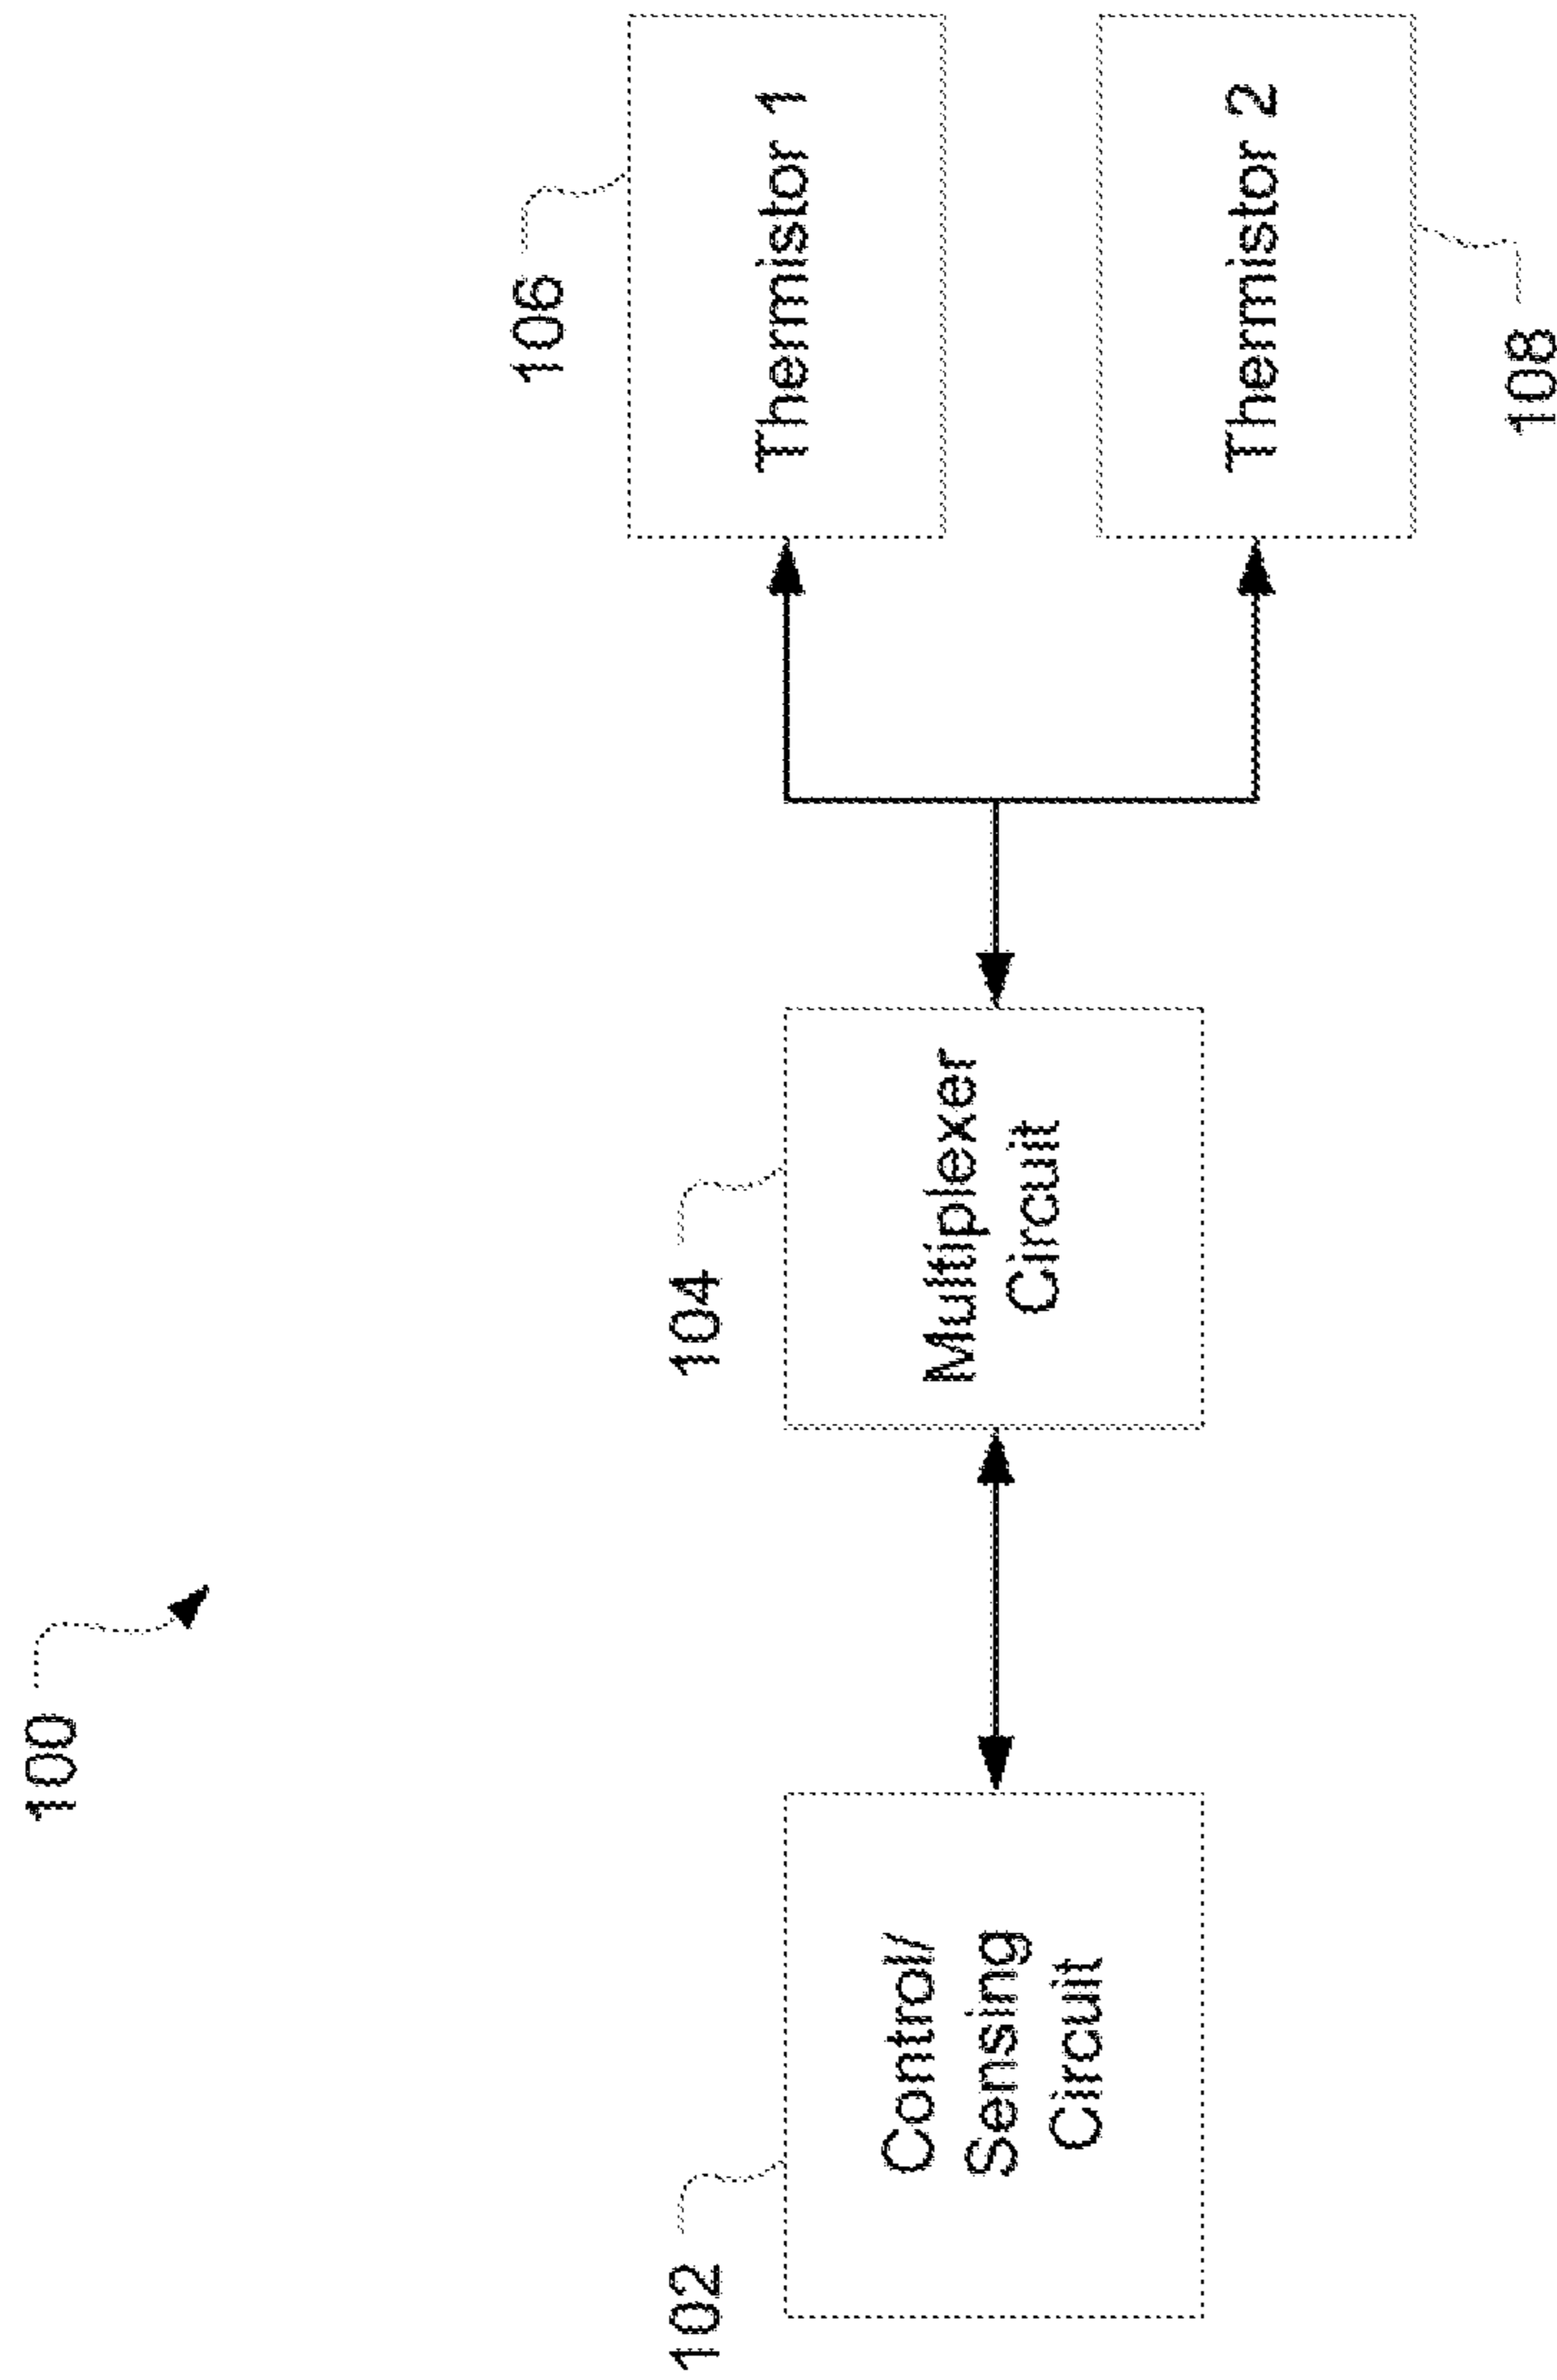 100
102
Control/
Sensing
Circuit
104
Multiplexer
Circuit
106
Thermistor 1
Thermistor 2
108